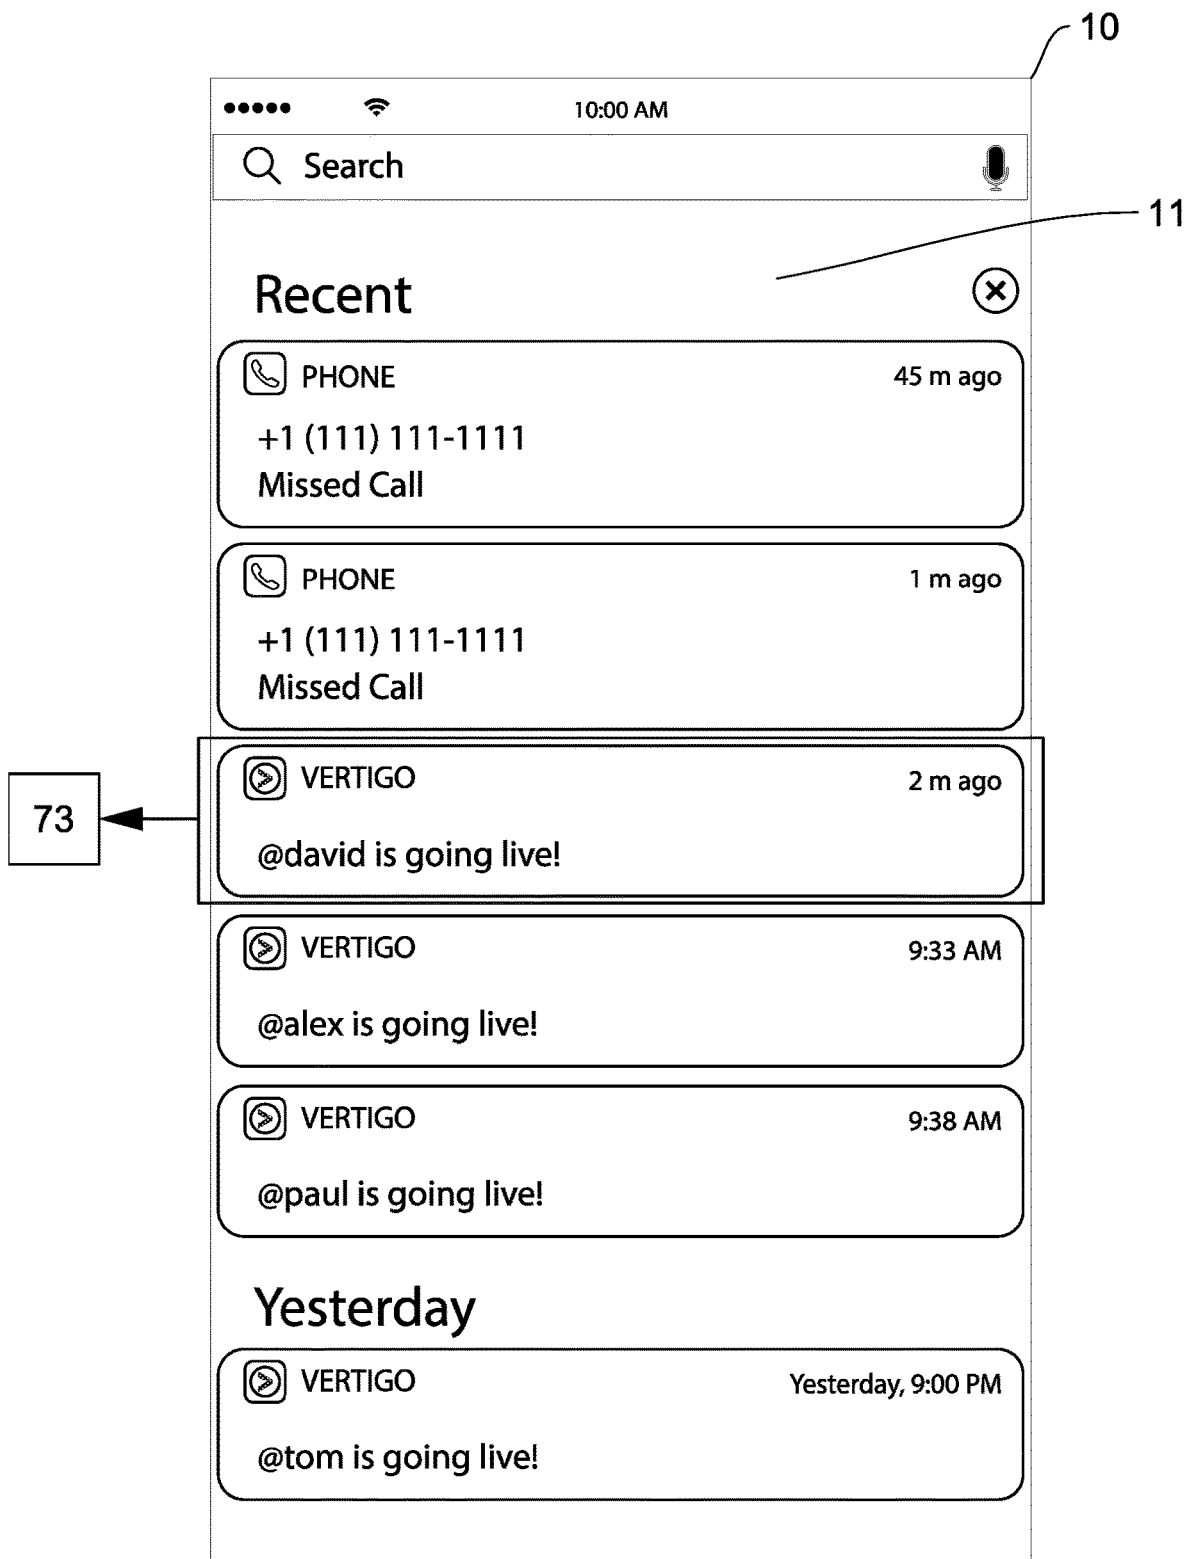 10
10:00 AM
Search
11
Recent
PHONE 45 m ago
+1 (111) 111-1111
Missed Call
PHONE 1 m ago
+1 (111) 111-1111
Missed Call
VERTIGO 2 m ago
73
@david is going live!
VERTIGO 9:33 AM
@alex is going live!
VERTIGO 9:38 AM
@paul is going live!
Yesterday
VERTIGO Yesterday, 9:00 PM
@tom is going live!